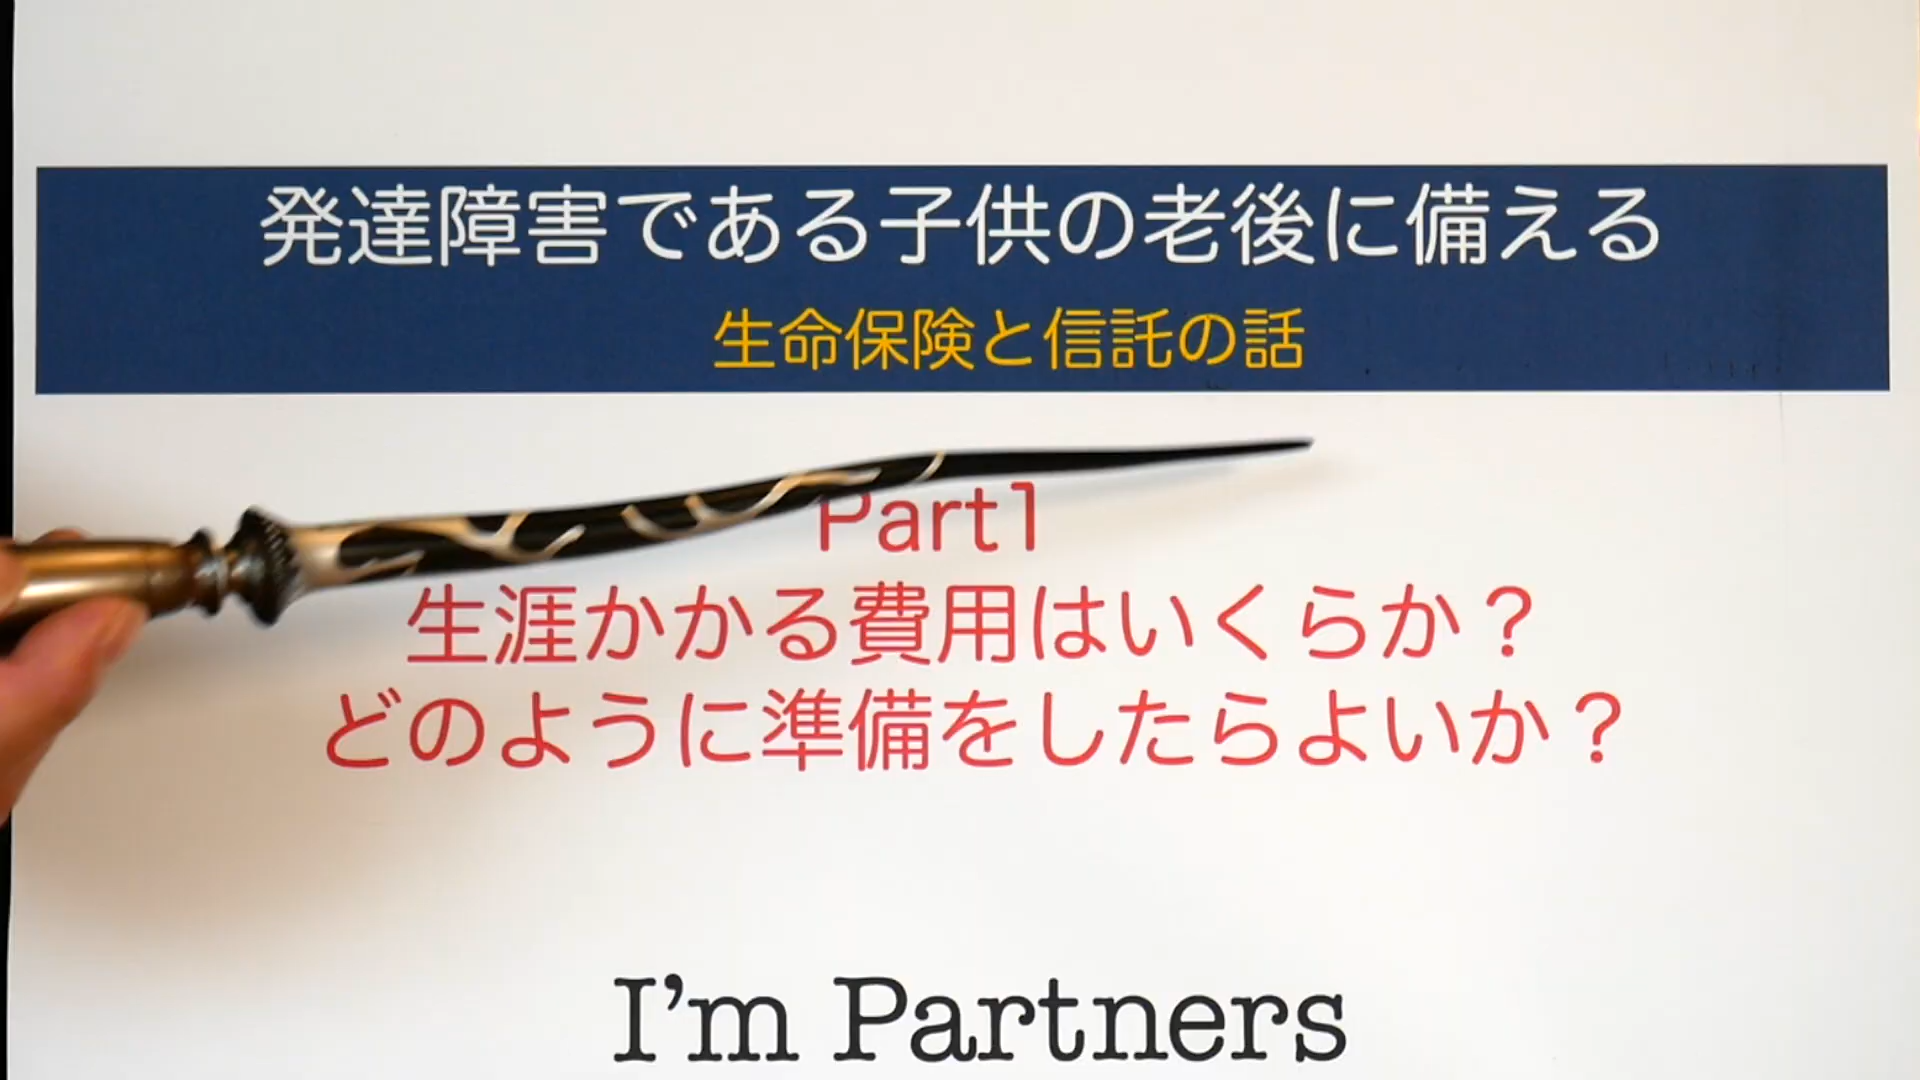 発達障害である子供の老後に備える
生命保険と信託の話
Part1
生涯かかる費用はいくらか？
どのように準備をしたらよいか？
I’m Partners